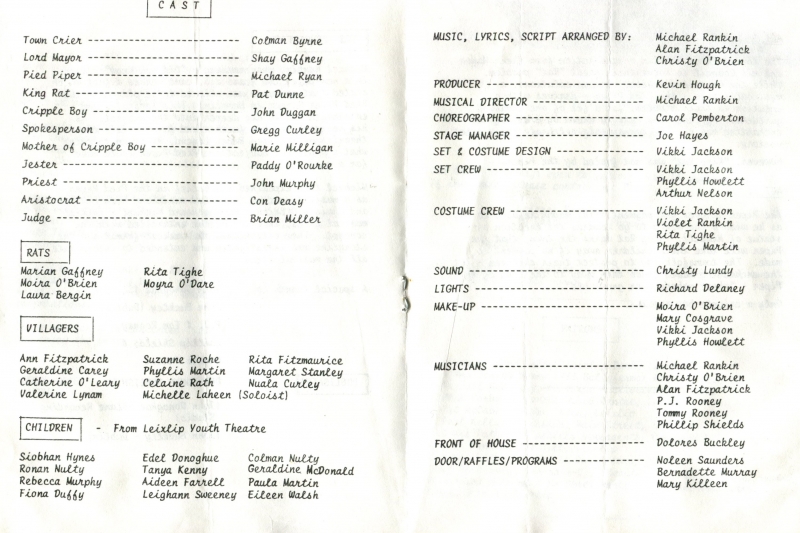 CAST
Town Crier ---------------------------- Colman Byrne
Lord Mayor ---------------------------- Shay Gaffney
Pied Piper ---------------------------- Michael Ryan
King Rat ---------------------------- Pat Dunne
Cripple Boy ---------------------------- John Duggan
Spokesperson ---------------------------- Gregg Curley
Mother of Cripple Boy ---------------- Marie Milligan
Jester ---------------------------- Paddy O'Rourke
Priest ---------------------------- John Murphy
Aristocrat ---------------------------- Con Deasy
Judge ---------------------------- Brian Miller
RATS
Marian Gaffney Rita Tighe
Moira O'Brien Moyra O'Dare
Laura Bergin
VILLAGERS
Ann Fitzpatrick Suzanne Roche Rita Fitzmaurice
Geraldine Carey Phyllis Martin Margaret Stanley
Catherine O'Leary Celaine Rath Nuala Curley
Valerine Lynam Michelle Laheen (Soloist)
CHILDREN - From Leixlip Youth Theatre
Siobhan Hynes Edel Donoghue Colman Nulty
Ronan Nulty Tanya Kenny Geraldine McDonald
Rebecca Murphy Aideen Farrell Paula Martin
Fiona Duffy Leighann Sweeney Eileen Walsh
MUSIC, LYRICS, SCRIPT ARRANGED BY: Michael Rankin
Alan Fitzpatrick
Christy O'Brien
PRODUCER -------------------- Kevin Hough
MUSICAL DIRECTOR -------------- Michael Rankin
CHOREOGRAPHER ----------------- Carol Pemberton
STAGE MANAGER ----------------- Joe Hayes
SET & COSTUME DESIGN ----------- Vikki Jackson
SET CREW -------------------- Vikki Jackson
Phyllis Howlett
Arthur Nelson
COSTUME CREW ----------------- Vikki Jackson
Violet Rankin
Rita Tighe
Phyllis Martin
SOUND ---------------------- Christy Lundy
LIGHTS ---------------------- Richard Delaney
MAKE-UP --------------------- Moira O'Brien
Mary Cosgrave
Vikki Jackson
Phyllis Howlett
MUSICIANS -------------------- Michael Rankin
Christy O'Brien
Alan Fitzpatrick
P.J. Rooney
Tommy Rooney
Phillip Shields
FRONT OF HOUSE ---------------- Dolores Buckley
DOOR/RAFFLES/PROGRAMS ----------- Noleen Saunders
Bernadette Murray
Mary Killeen